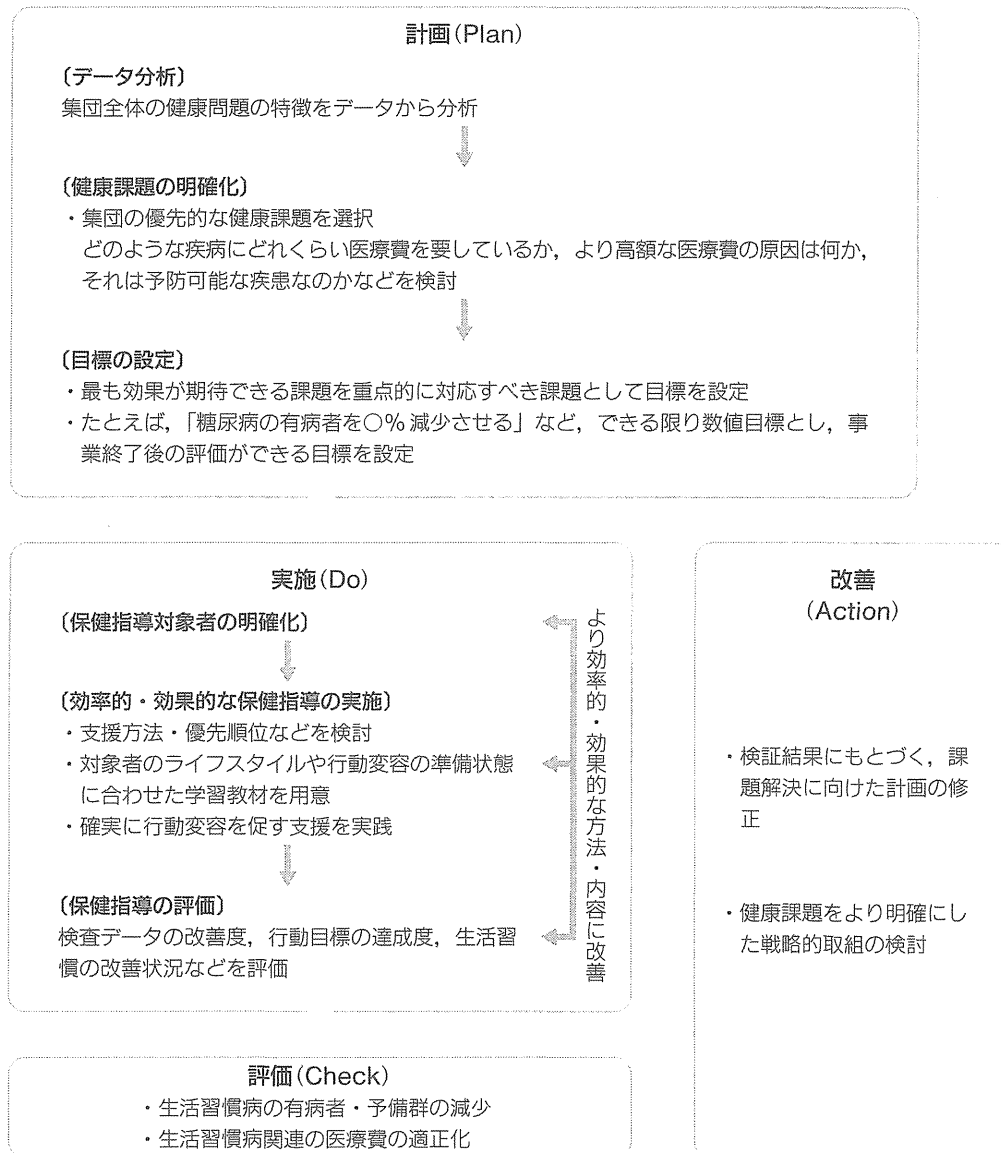 計画(Plan)
〔データ分析〕
集団全体の健康問題の特徴をデータから分析
〔健康課題の明確化〕
・集団の優先的な健康課題を選択
どのような疾病にどれくらい医療費を要しているか，より高額な医療費の原因は何か，
それは予防可能な疾患なのかなどを検討
〔目標の設定〕
・最も効果が期待できる課題を重点的に対応すべき課題として目標を設定
・たとえば，「糖尿病の有病者を○% 減少させる」など，できる限り数値目標とし，事
業終了後の評価ができる目標を設定
実施(Do)
〔保健指導対象者の明確化〕
〔効率的・効果的な保健指導の実施〕
・支援方法・優先順位などを検討
・対象者のライフスタイルや行動変容の準備状態
に合わせた学習教材を用意
・確実に行動変容を促す支援を実践
〔保健指導の評価〕
検査データの改善度，行動目標の達成度，生活習
慣の改善状況などを評価
より効率的・効果的な方法・内容に改善
改善
(Action)
・検証結果にもとづく，課
題解決に向けた計画の修
正
・健康課題をより明確にし
た戦略的取組の検討
評価(Check)
・生活習慣病の有病者・予備群の減少
・生活習慣病関連の医療費の適正化